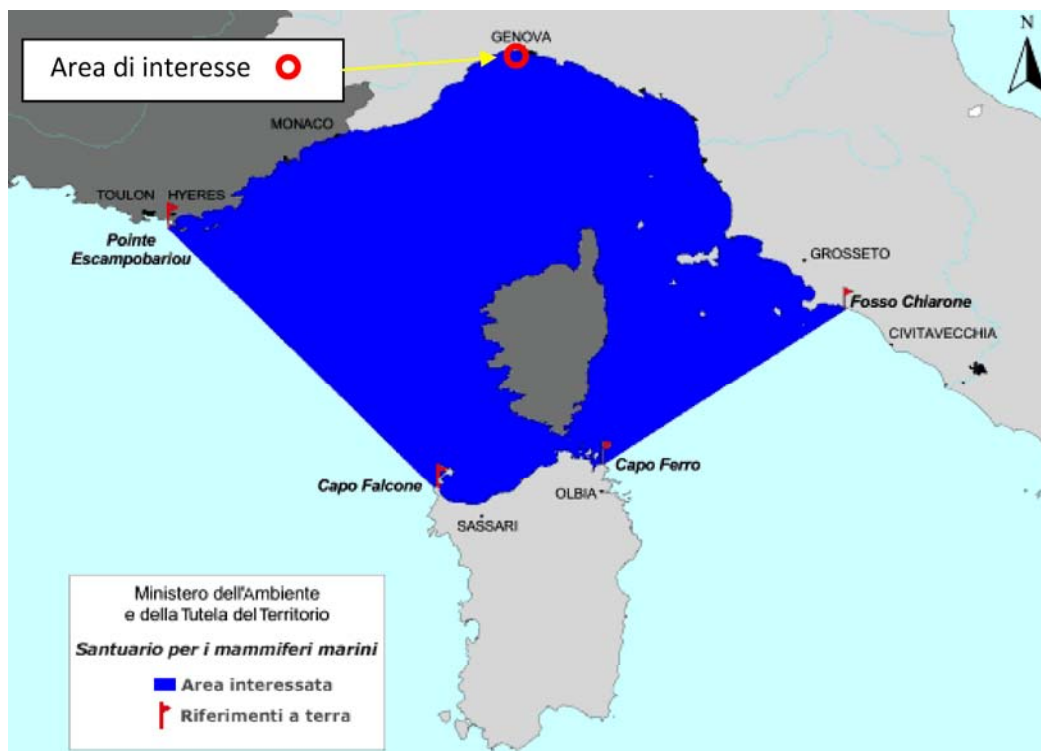 N
GENOVA
Area di interesse
MONACO
TOULON HYERES
Pointe
Escampobariou
GROSSETO
Fosso Chiarone
CIVITAVECCHIA
Capo Falcone
Capo Ferro
OLBIA
SASSARI
Ministero dell'Ambiente
e della Tutela del Territorio
Santuario per i mammiferi marini
Area interessata
Riferimenti a terra